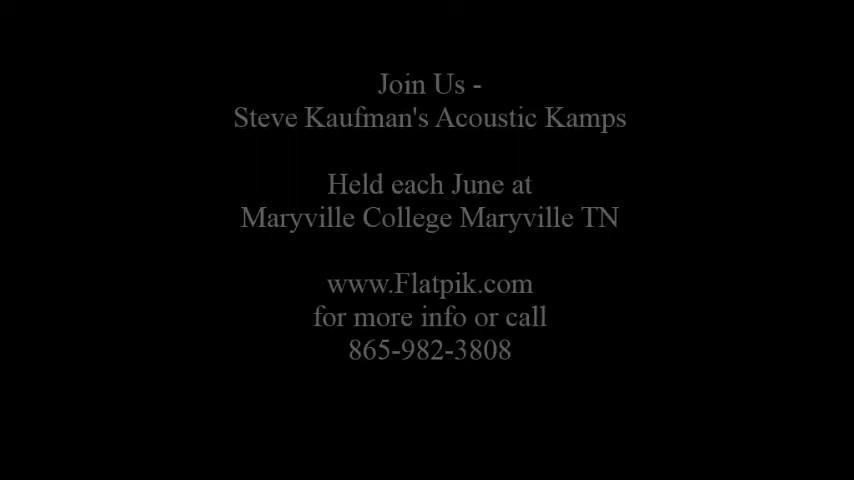 Join Us -
Steve Kaufman's Acoustic Kamps
Held each June at
Maryville College Maryville TN
www.Flatpik.com
for more info or call
865-982-3808